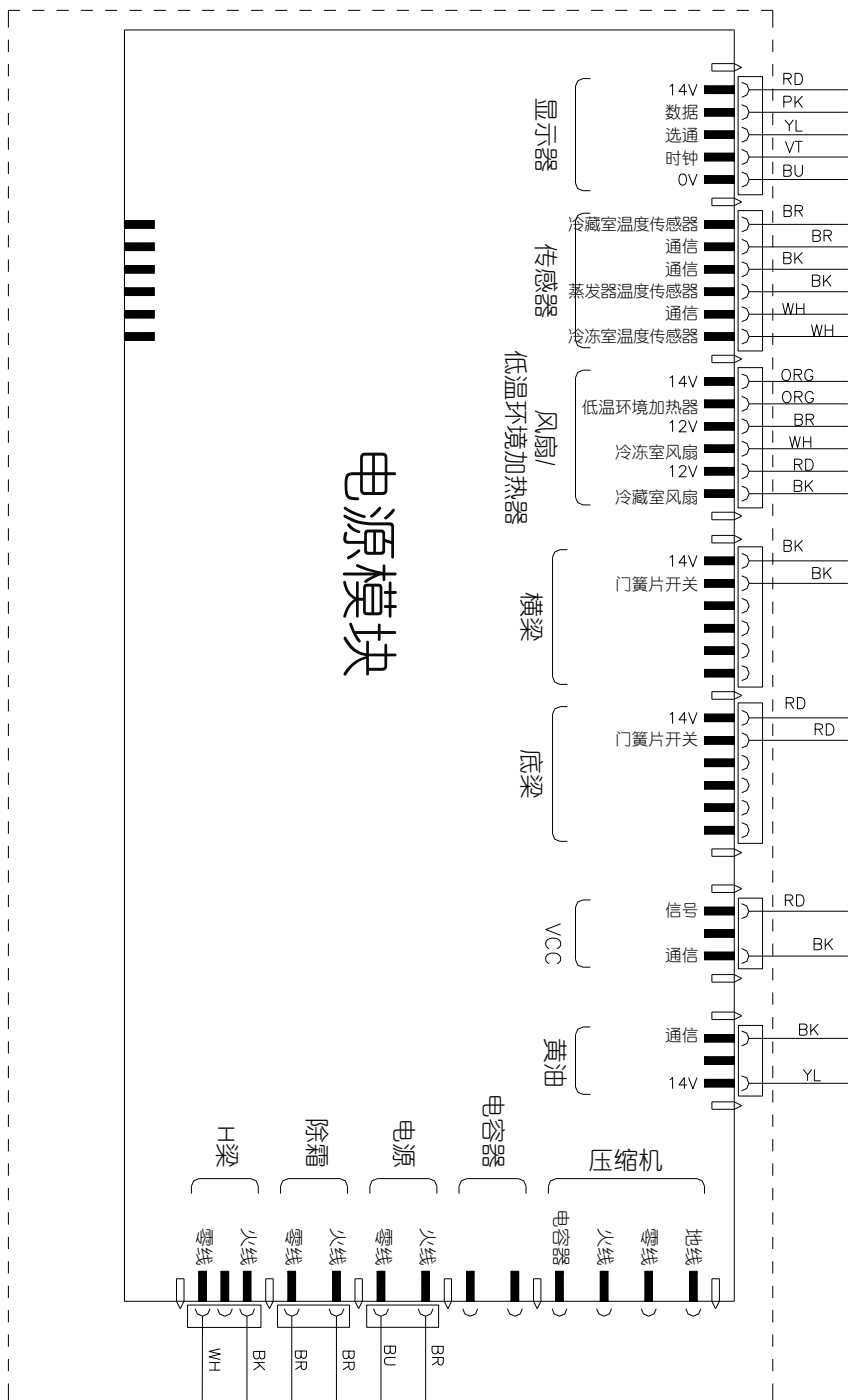 显示器
14V RD
数据 PK
选通 YL
时钟 VT
0V BU
传感器
冷藏室温度传感器 BR
通信 BR
通信 BK
蒸发器温度传感器 BK
通信 WH
冷冻室温度传感器 WH
风扇/
低温环境加热器
14V ORG
低温环境加热器 ORG
12V BR
冷冻室风扇 WH
12V RD
冷藏室风扇 BK
电源模块
横梁
14V BK
门簧片开关 BK
底梁
14V RD
门簧片开关 RD
VCC
信号 RD
通信 BK
黄油
通信 BK
14V YL
H梁
零线 WH
火线 BK
除霜
零线 BR
火线 BR
电源
零线 BU
火线 BR
电容器
压缩机
电容器
火线
零线
地线